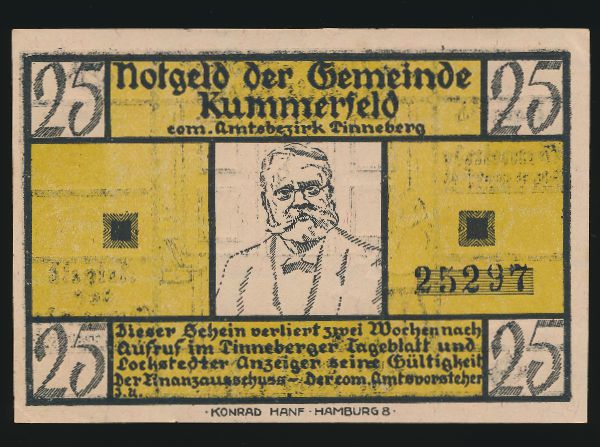 25 Notgeld der Gemeinde 25
Kummerfeld
com. Amtsbezirk Pinneberg
25297
25 Dieser Schein verliert zwei Wochen nach 25
Aufruf im Pinneberger Tageblatt und
Lockstedter Anzeiger seine Gültigkeit
Der Finanzausschuss - Der com. Amtsvorsteher
J.U.
· KONRAD HANF · HAMBURG 8 ·